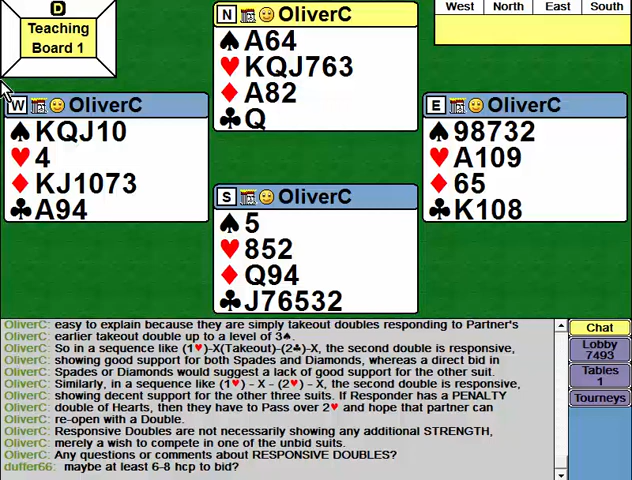 D
Teaching
Board 1
West North East South
N OliverC
♠A64
♥KQJ763
♦A82
♣Q
W OliverC
♠KQJ10
♥4
♦KJ1073
♣A94
E OliverC
♠98732
♥A109
♦65
♣K108
S OliverC
♠5
♥852
♦Q94
♣J76532
OliverC: easy to explain because they are simply takeout doubles responding to Partner's
OliverC: earlier takeout double up to a level of 3♠.
OliverC: So in a sequence like (1♥)-X(Takeout)-(2♣)-X, the second double is responsive,
OliverC: showing good support for both Spades and Diamonds, whereas a direct bid in
OliverC: Spades or Diamonds would suggest a lack of good support for the other suit.
OliverC: Similarly, in a sequence like (1♥) - X - (2♥) - X, the second double is responsive,
OliverC: showing decent support for the other three suits. If Responder has a PENALTY
OliverC: double of Hearts, then they have to Pass over 2♥ and hope that partner can
OliverC: re-open with a Double.
OliverC: Responsive Doubles are not necessarily showing any additional STRENGTH,
OliverC: merely a wish to compete in one of the unbid suits.
OliverC: Any questions or comments about RESPONSIVE DOUBLES?
duffer66: maybe at least 6-8 hcp to bid?
Chat
Lobby
7493
Tables
1
Tourneys